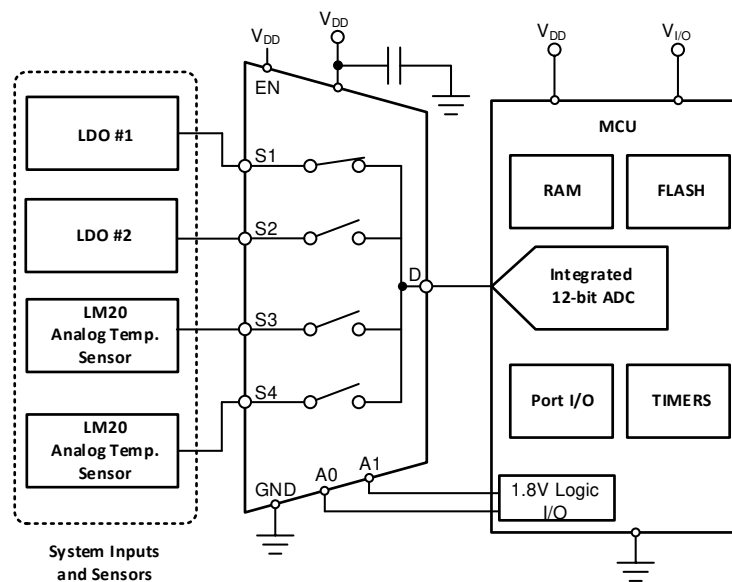 VDD
VDD
EN
VDD
VI/O
MCU
LDO #1
S1
RAM
FLASH
LDO #2
S2
D
Integrated
12-bit ADC
LM20
Analog Temp.
Sensor
S3
LM20
Analog Temp.
Sensor
S4
Port I/O
TIMERS
GND
A0
A1
1.8V Logic
I/O
System Inputs
and Sensors